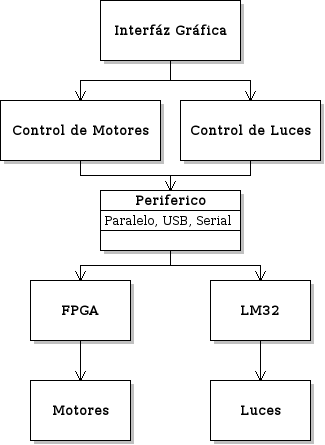 Interfáz Gráfica
Control de Motores
Control de Luces
Periferico
Paralelo, USB, Serial
FPGA
LM32
Motores
Luces